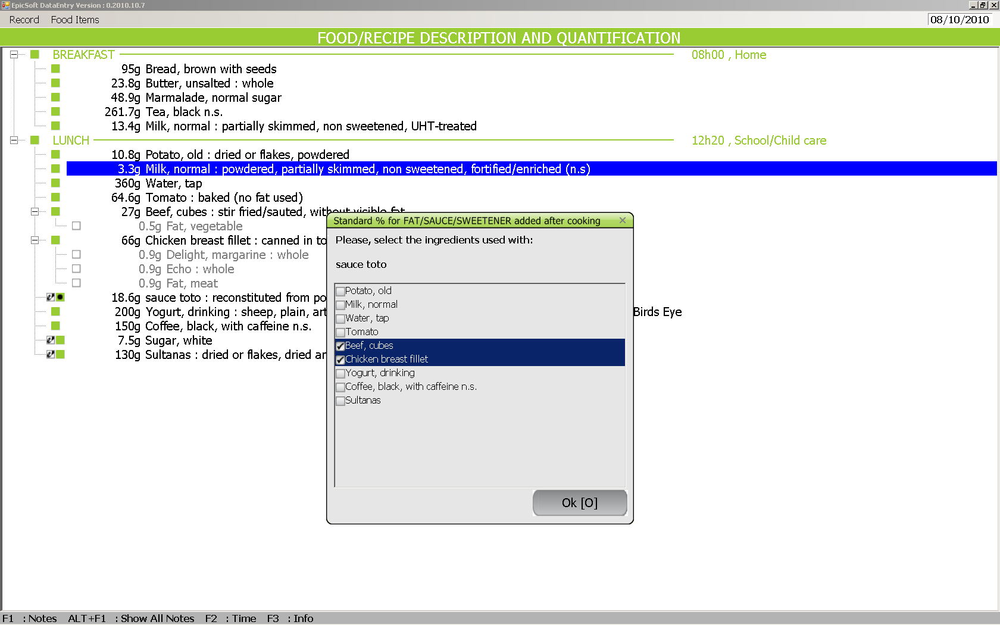 EpicSoft DataEntry Version : 0.2010.10.7
Record Food Items 08/10/2010
FOOD/RECIPE DESCRIPTION AND QUANTIFICATION
BREAKFAST 08h00 , Home
95g Bread, brown with seeds
23.8g Butter, unsalted : whole
48.9g Marmalade, normal sugar
261.7g Tea, black n.s.
13.4g Milk, normal : partially skimmed, non sweetened, UHT-treated
LUNCH 12h20 , School/Child care
10.8g Potato, old : dried or flakes, powdered
3.3g Milk, normal : powdered, partially skimmed, non sweetened, fortified/enriched (n.s)
360g Water, tap
64.6g Tomato : baked (no fat used)
27g Beef, cubes : stir fried/sauted, without visible fat
0.5g Fat, vegetable
66g Chicken breast fillet : canned in to
0.9g Delight, margarine : whole
0.9g Echo : whole
0.9g Fat, meat
18.6g sauce toto : reconstituted from po
200g Yogurt, drinking : sheep, plain, art Birds Eye
150g Coffee, black, with caffeine n.s.
7.5g Sugar, white
130g Sultanas : dried or flakes, dried ar
Standard % for FAT/SAUCE/SWEETENER added after cooking
Please, select the ingredients used with:
sauce toto
Potato, old
Milk, normal
Water, tap
Tomato
Beef, cubes
Chicken breast fillet
Yogurt, drinking
Coffee, black, with caffeine n.s.
Sultanas
Ok [O]
F1 : Notes ALT+F1 : Show All Notes F2 : Time F3 : Info